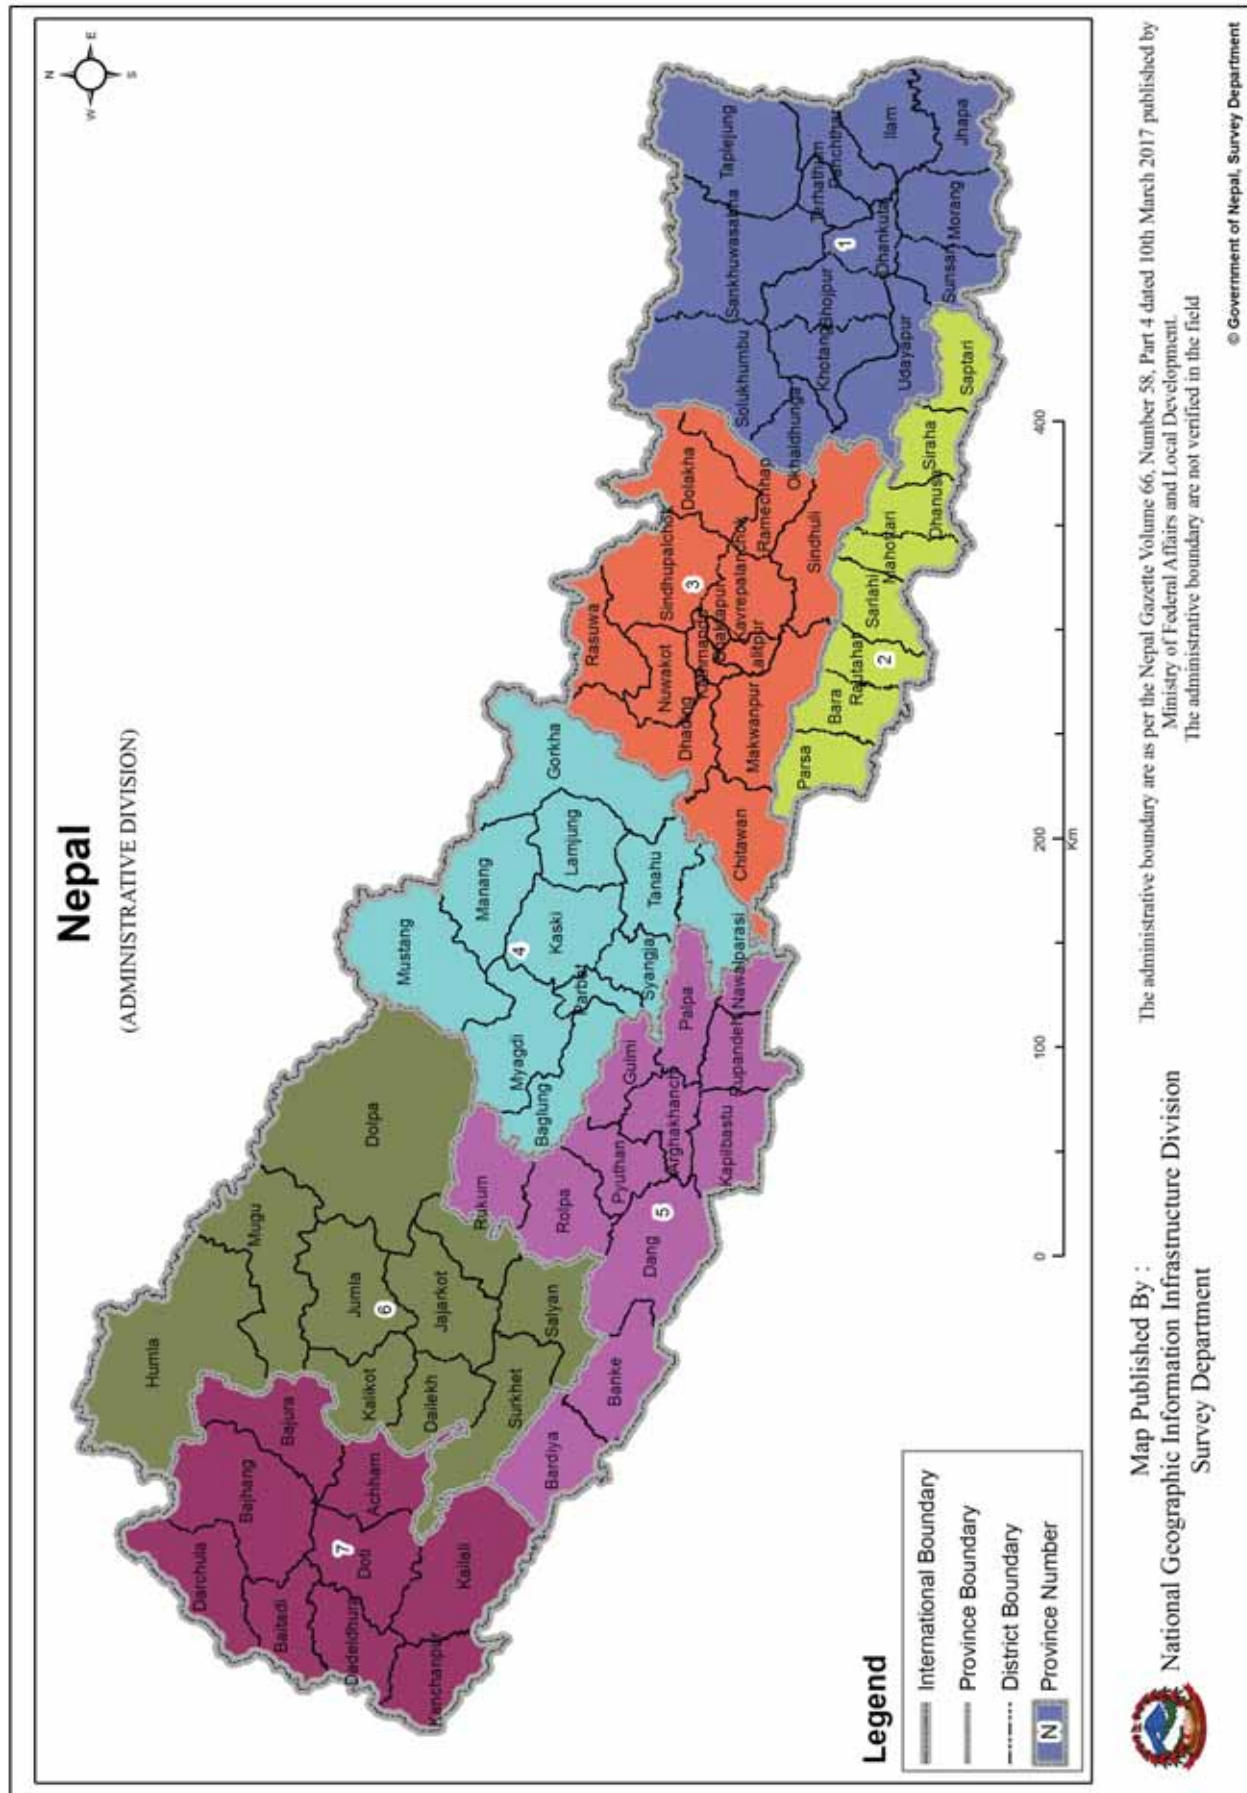 Nepal
(ADMINISTRATIVE DIVISION)
N
W
E
S
Humla
Darchula
Bajhang
Bajura
Mugu
Baitadi
Dadeldhura
Doti
7
Achham
Kalikot
Jumla
6
Dolpa
Kanchanpur
Kailali
Dailekh
Jajarkot
Surkhet
Salyan
Bardiya
Banke
Rukum
Rolpa
Dang
5
Pyuthan
Gulmi
Arghakhanchi
Kapilbastu
Palpa
Nawalparasi
Mustang
Manang
Myagdi
4
Kaski
Lamjung
Gorkha
Baglung
Parbat
Syangja
Tanahu
Rasuwa
Nuwakot
Dhading
Sindhupalchok
3
Dolakha
Kavrepalanchok
Ramechhap
Makwanpur
Chitawan
Sindhuli
Parsa
Bara
Rautahat
2
Sarlahi
Mahottari
Dhanusa
Siraha
Saptari
Solukhumbu
Okhaldhunga
Khotang
Bhojpur
Sankhuwasabha
Taplejung
Terhathum
Panchthar
1
Dhankuta
Udayapur
Sunsari
Morang
Ilam
Jhapa
0
100
200
400
Km
Legend
International Boundary
Province Boundary
District Boundary
N
Province Number
Map Published By :
National Geographic Information Infrastructure Division
Survey Department
The administrative boundary are as per the Nepal Gazette Volume 66, Number 58, Part 4 dated 10th March 2017 published by
Ministry of Federal Affairs and Local Development.
The administrative boundary are not verified in the field
© Government of Nepal, Survey Department